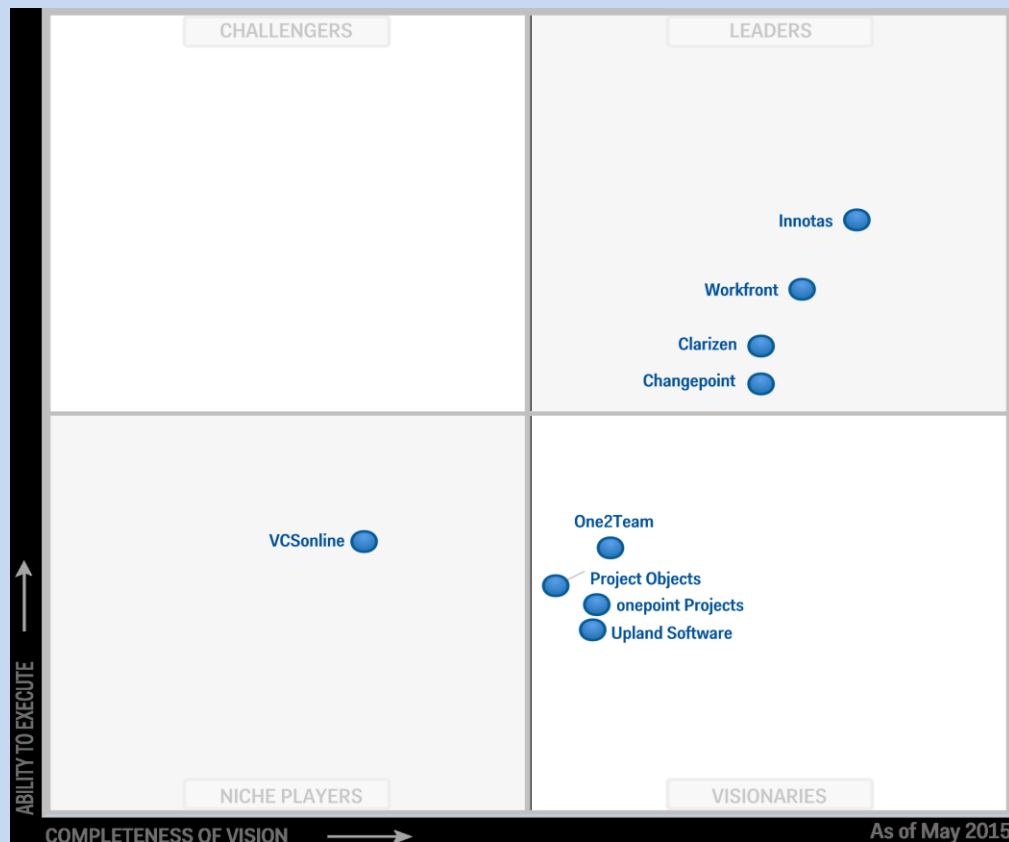 CHALLENGERS
LEADERS
Innotas
Workfront
Clarizen
Changepoint
VCSonline
One2Team
Project Objects
onepoint Projects
Upland Software
NICHE PLAYERS
VISIONARIES
ABILITY TO EXECUTE
COMPLETENESS OF VISION
As of May 2015